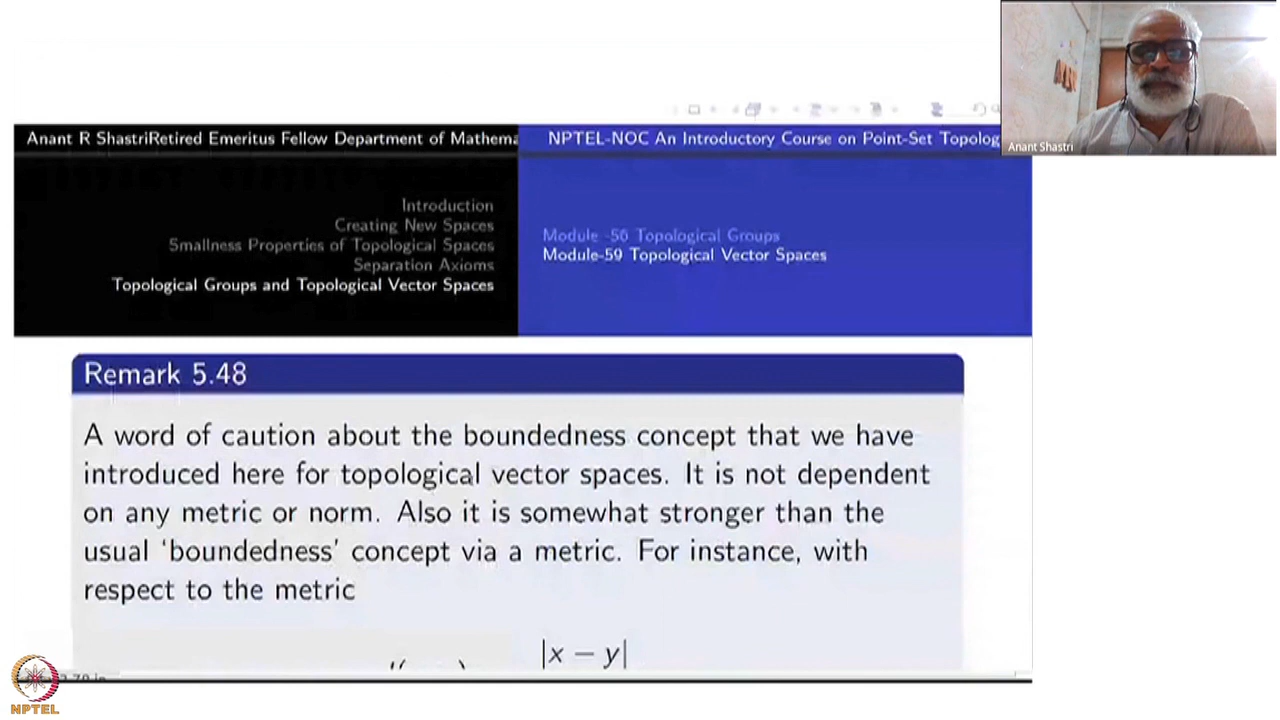 Anant Shastri
Anant R ShastriRetired Emeritus Fellow Department of Mathema
NPTEL-NOC An Introductory Course on Point-Set Topolog
Introduction
Creating New Spaces
Smallness Properties of Topological Spaces
Separation Axioms
Topological Groups and Topological Vector Spaces
Module -56 Topological Groups
Module-59 Topological Vector Spaces
Remark 5.48
A word of caution about the boundedness concept that we have
introduced here for topological vector spaces. It is not dependent
on any metric or norm. Also it is somewhat stronger than the
usual ‘boundedness’ concept via a metric. For instance, with
respect to the metric
|x − y|
NPTEL